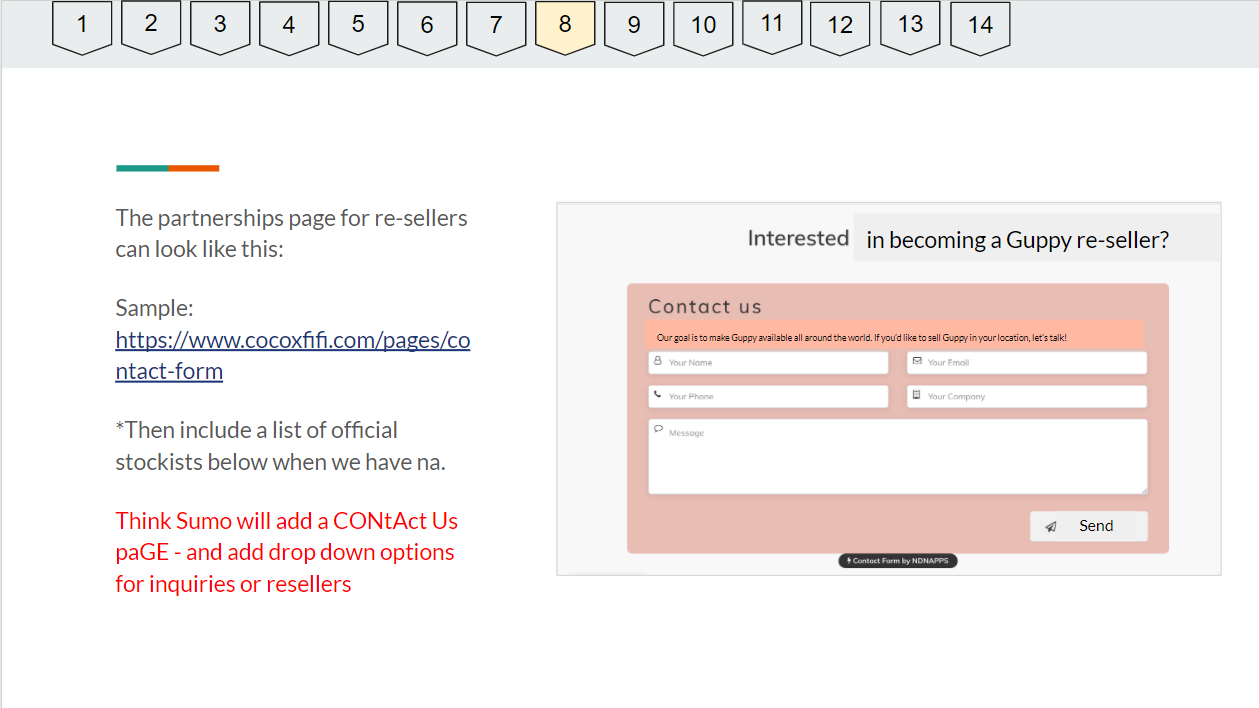 1 2 3 4 5 6 7 8 9 10 11 12 13 14
The partnerships page for re-sellers
can look like this:
Sample:
https://www.cocoxfifi.com/pages/co
ntact-form
*Then include a list of official
stockists below when we have na.
Think Sumo will add a CONtAct Us
paGE - and add drop down options
for inquiries or resellers
Interested in becoming a Guppy re-seller?
Contact us
Our goal is to make Guppy available all around the world. If you'd like to sell Guppy in your location, let's talk!
Your Name Your Email
Your Phone Your Company
Message
Send
Contact Form by NDNAPPS